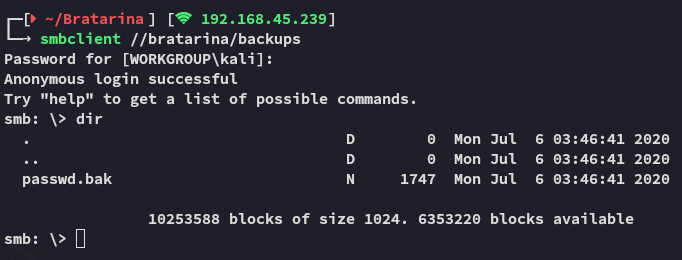 [ ~/Bratarina ] [ 192.168.45.239]
smbclient //bratarina/backups
Password for [WORKGROUP\kali]:
Anonymous login successful
Try "help" to get a list of possible commands.
smb: \> dir
  .                                   D        0  Mon Jul  6 03:46:41 2020
  ..                                  D        0  Mon Jul  6 03:46:41 2020
  passwd.bak                          N     1747  Mon Jul  6 03:46:41 2020
10253588 blocks of size 1024. 6353220 blocks available
smb: \>